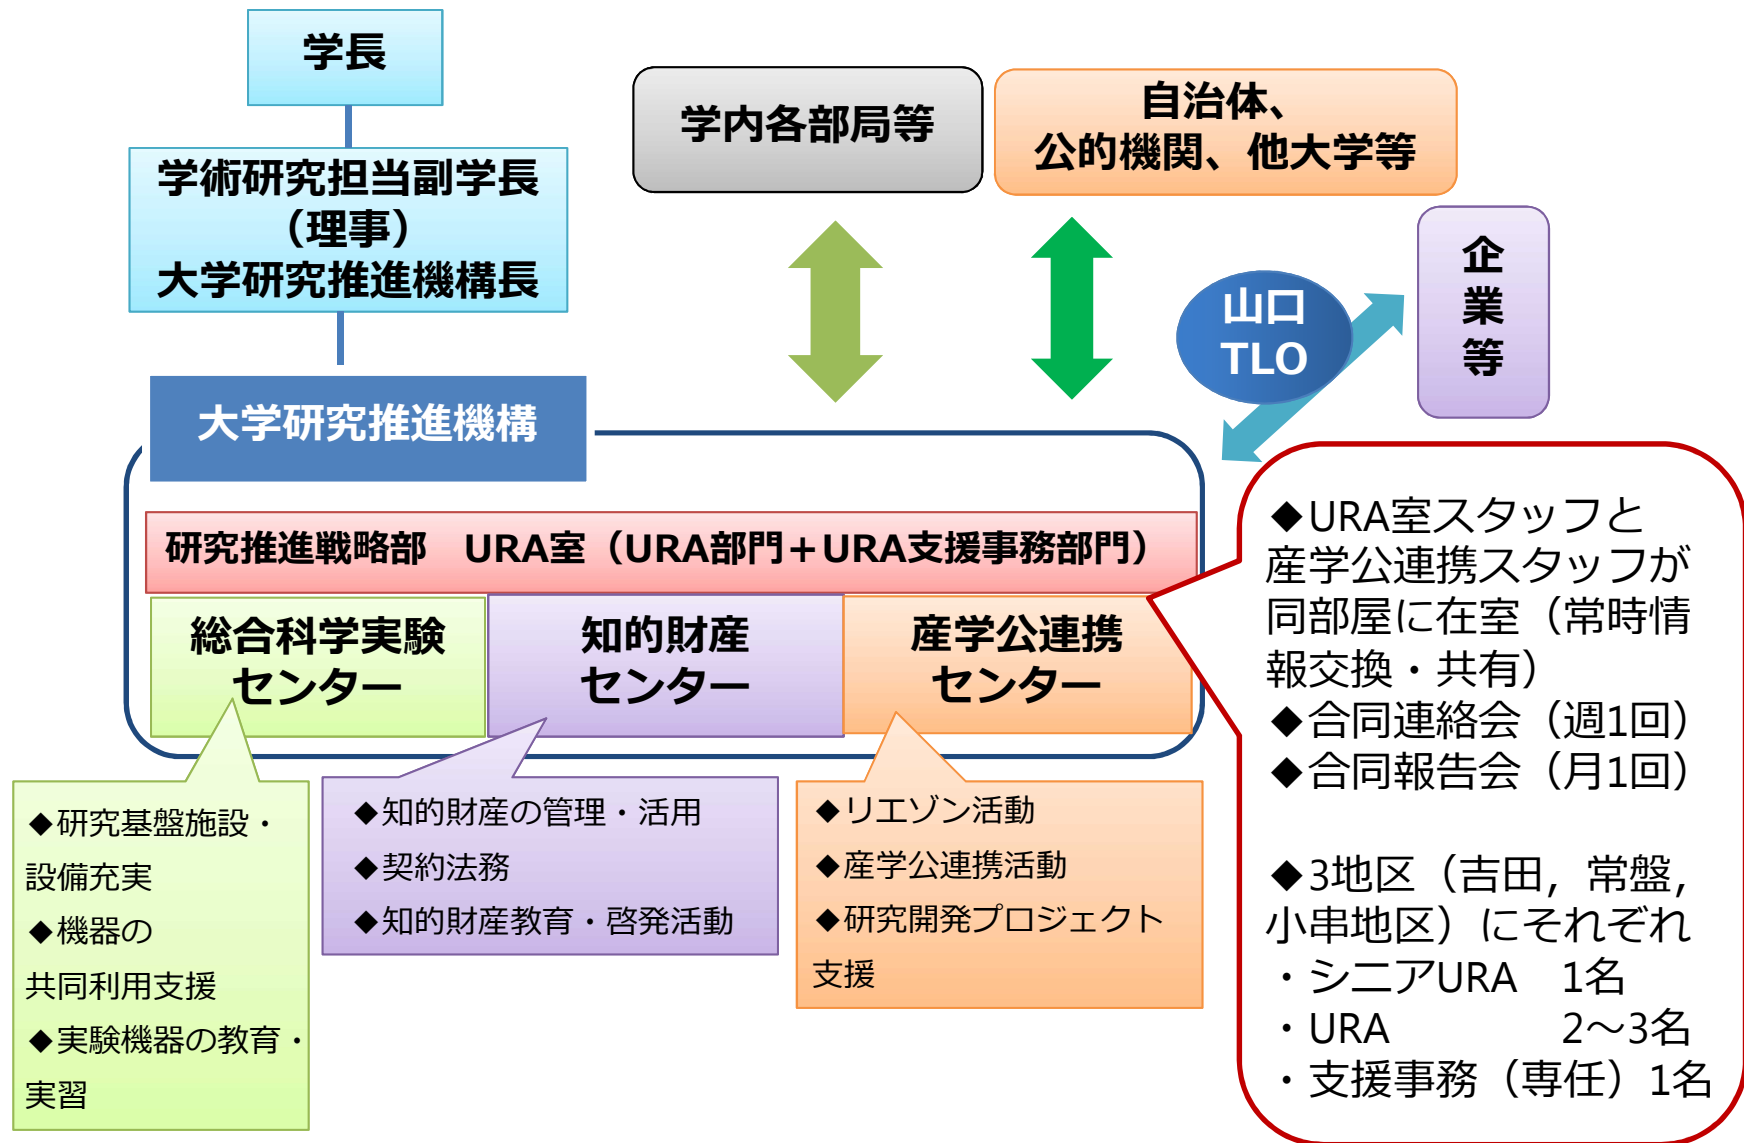 学長
学術研究担当副学長
（理事）
大学研究推進機構長
学内各部局等
自治体、
公的機関、他大学等
企
業
等
山口
TLO
大学研究推進機構
研究推進戦略部　URA室（URA部門＋URA支援事務部門）
総合科学実験
センター
知的財産
センター
産学公連携
センター
◆研究基盤施設・
設備充実
◆機器の
共同利用支援
◆実験機器の教育・
実習
◆知的財産の管理・活用
◆契約法務
◆知的財産教育・啓発活動
◆リエゾン活動
◆産学公連携活動
◆研究開発プロジェクト
支援
◆URA室スタッフと
産学公連携スタッフが
同部屋に在室（常時情
報交換・共有）
◆合同連絡会（週1回）
◆合同報告会（月1回）
◆3地区（吉田，常盤，
小串地区）にそれぞれ
・シニアURA　1名
・URA　　　　2～3名
・支援事務（専任）1名